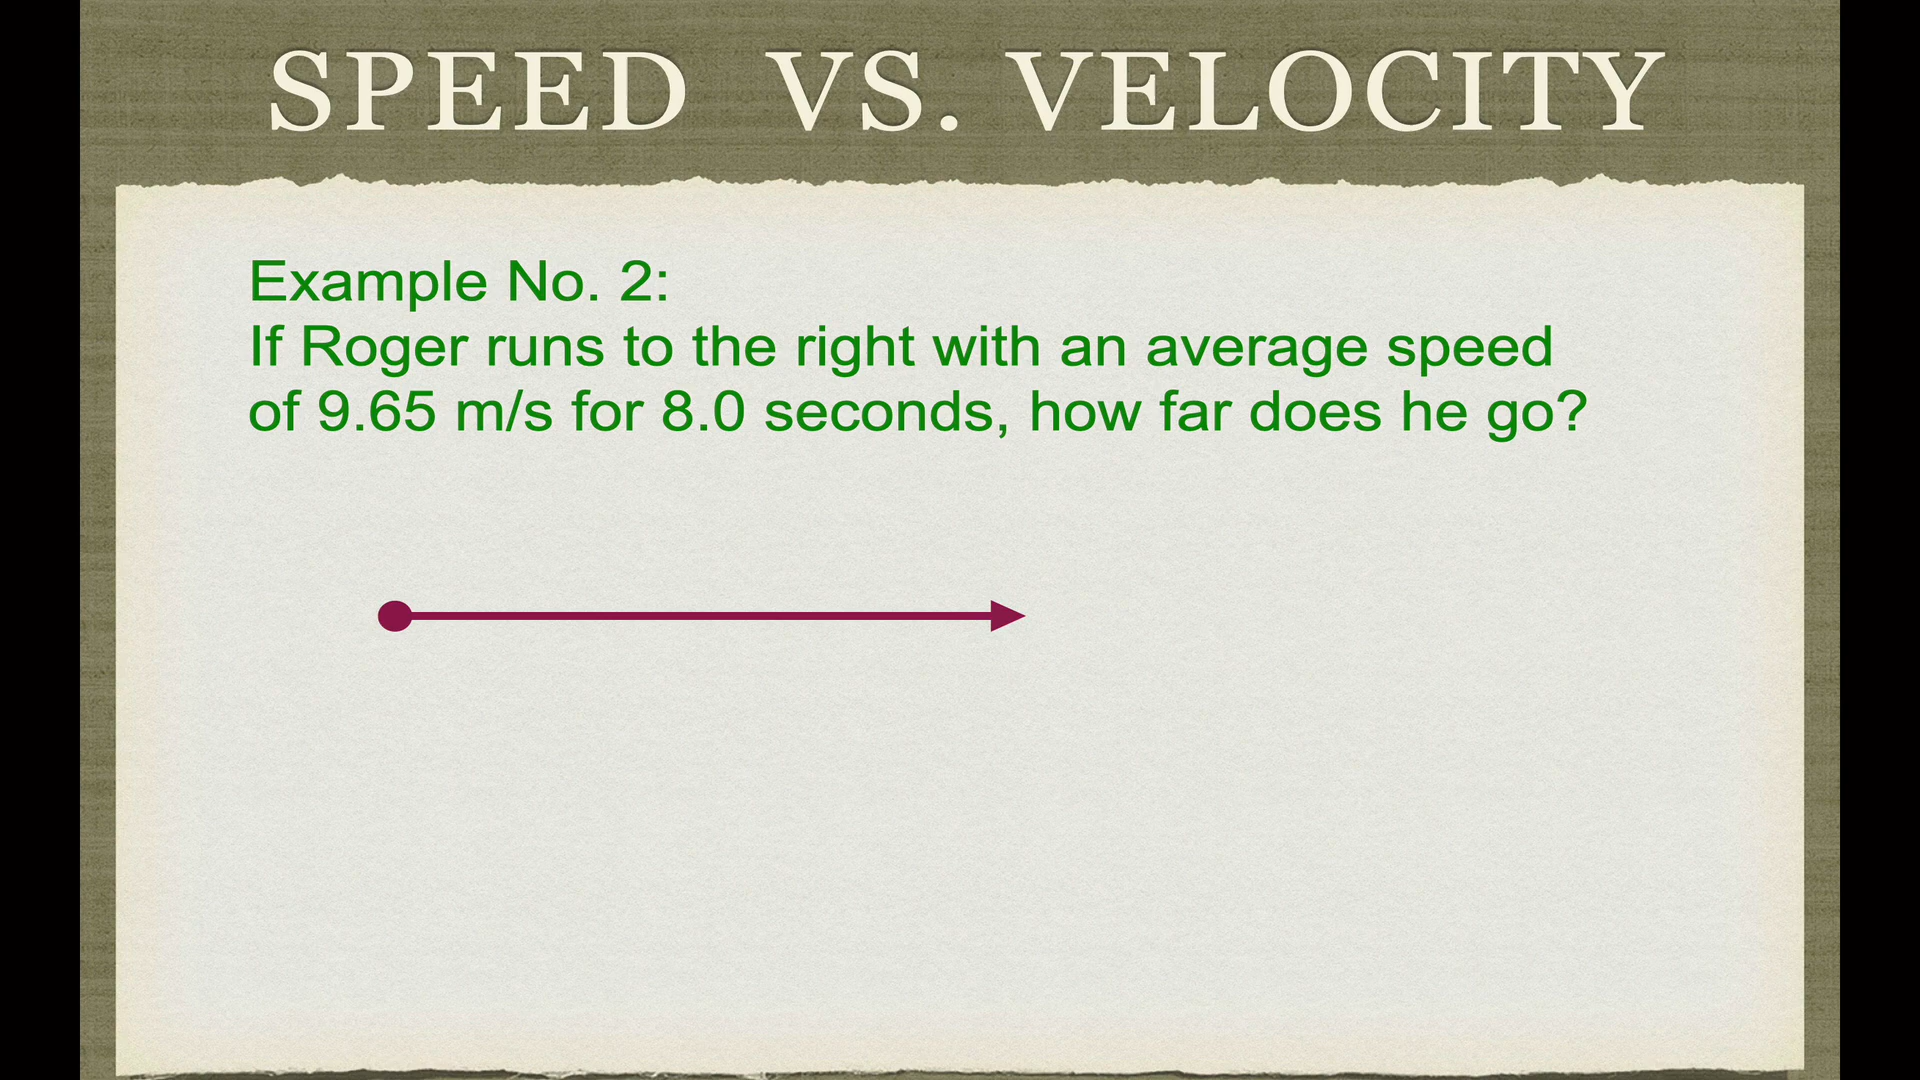 SPEED VS. VELOCITY
Example No. 2:
If Roger runs to the right with an average speed
of 9.65 m/s for 8.0 seconds, how far does he go?